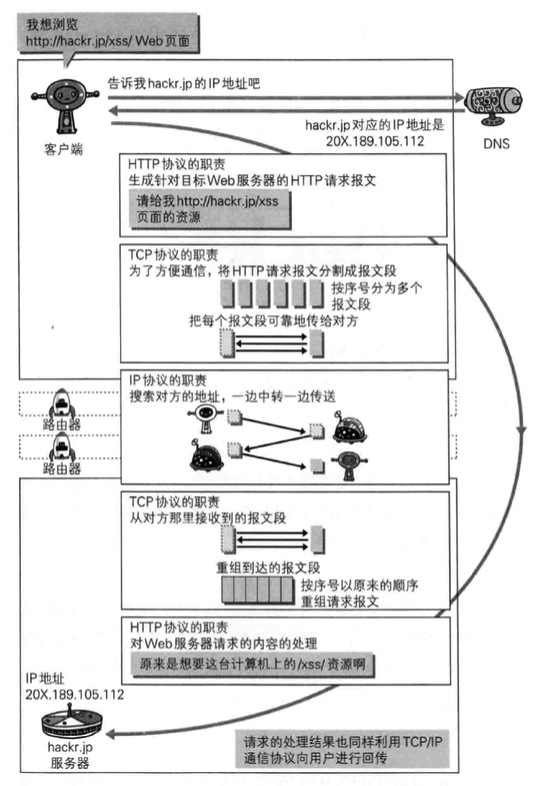 我想浏览
http://hackr.jp/xss/ Web页面
告诉我hackr.jp的IP地址吧
hackr.jp对应的IP地址是
20X.189.105.112
客户端
DNS
HTTP协议的职责
生成针对目标Web服务器的HTTP请求报文
请给我http://hackr.jp/xss
页面的资源
TCP协议的职责
为了方便通信，将HTTP请求报文分割成报文段
按序号分为多个
报文段
把每个报文段可靠地传给对方
IP协议的职责
搜索对方的地址，一边中转一边传送
路由器
路由器
TCP协议的职责
从对方那里接收到的报文段
重组到达的报文段
按序号以原来的顺序
重组请求报文
HTTP协议的职责
对Web服务器请求的内容的处理
原来是想要这台计算机上的/xss/资源啊
IP地址
20X.189.105.112
hackr.jp
服务器
请求的处理结果也同样利用TCP/IP
通信协议向用户进行回传